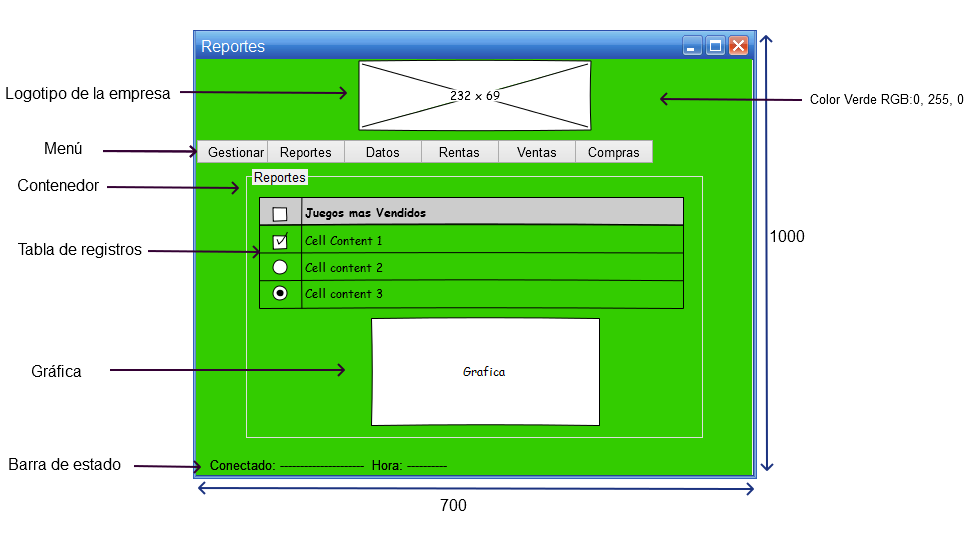 Reportes
Logotipo de la empresa
232 x 69
Color Verde RGB:0, 255, 0
Menú
Gestionar Reportes Datos Rentas Ventas Compras
Contenedor
Reportes
Juegos mas Vendidos
Tabla de registros
Cell Content 1
Cell content 2
Cell content 3
1000
Gráfica
Grafica
Barra de estado
Conectado: --------------------- Hora: ----------
700